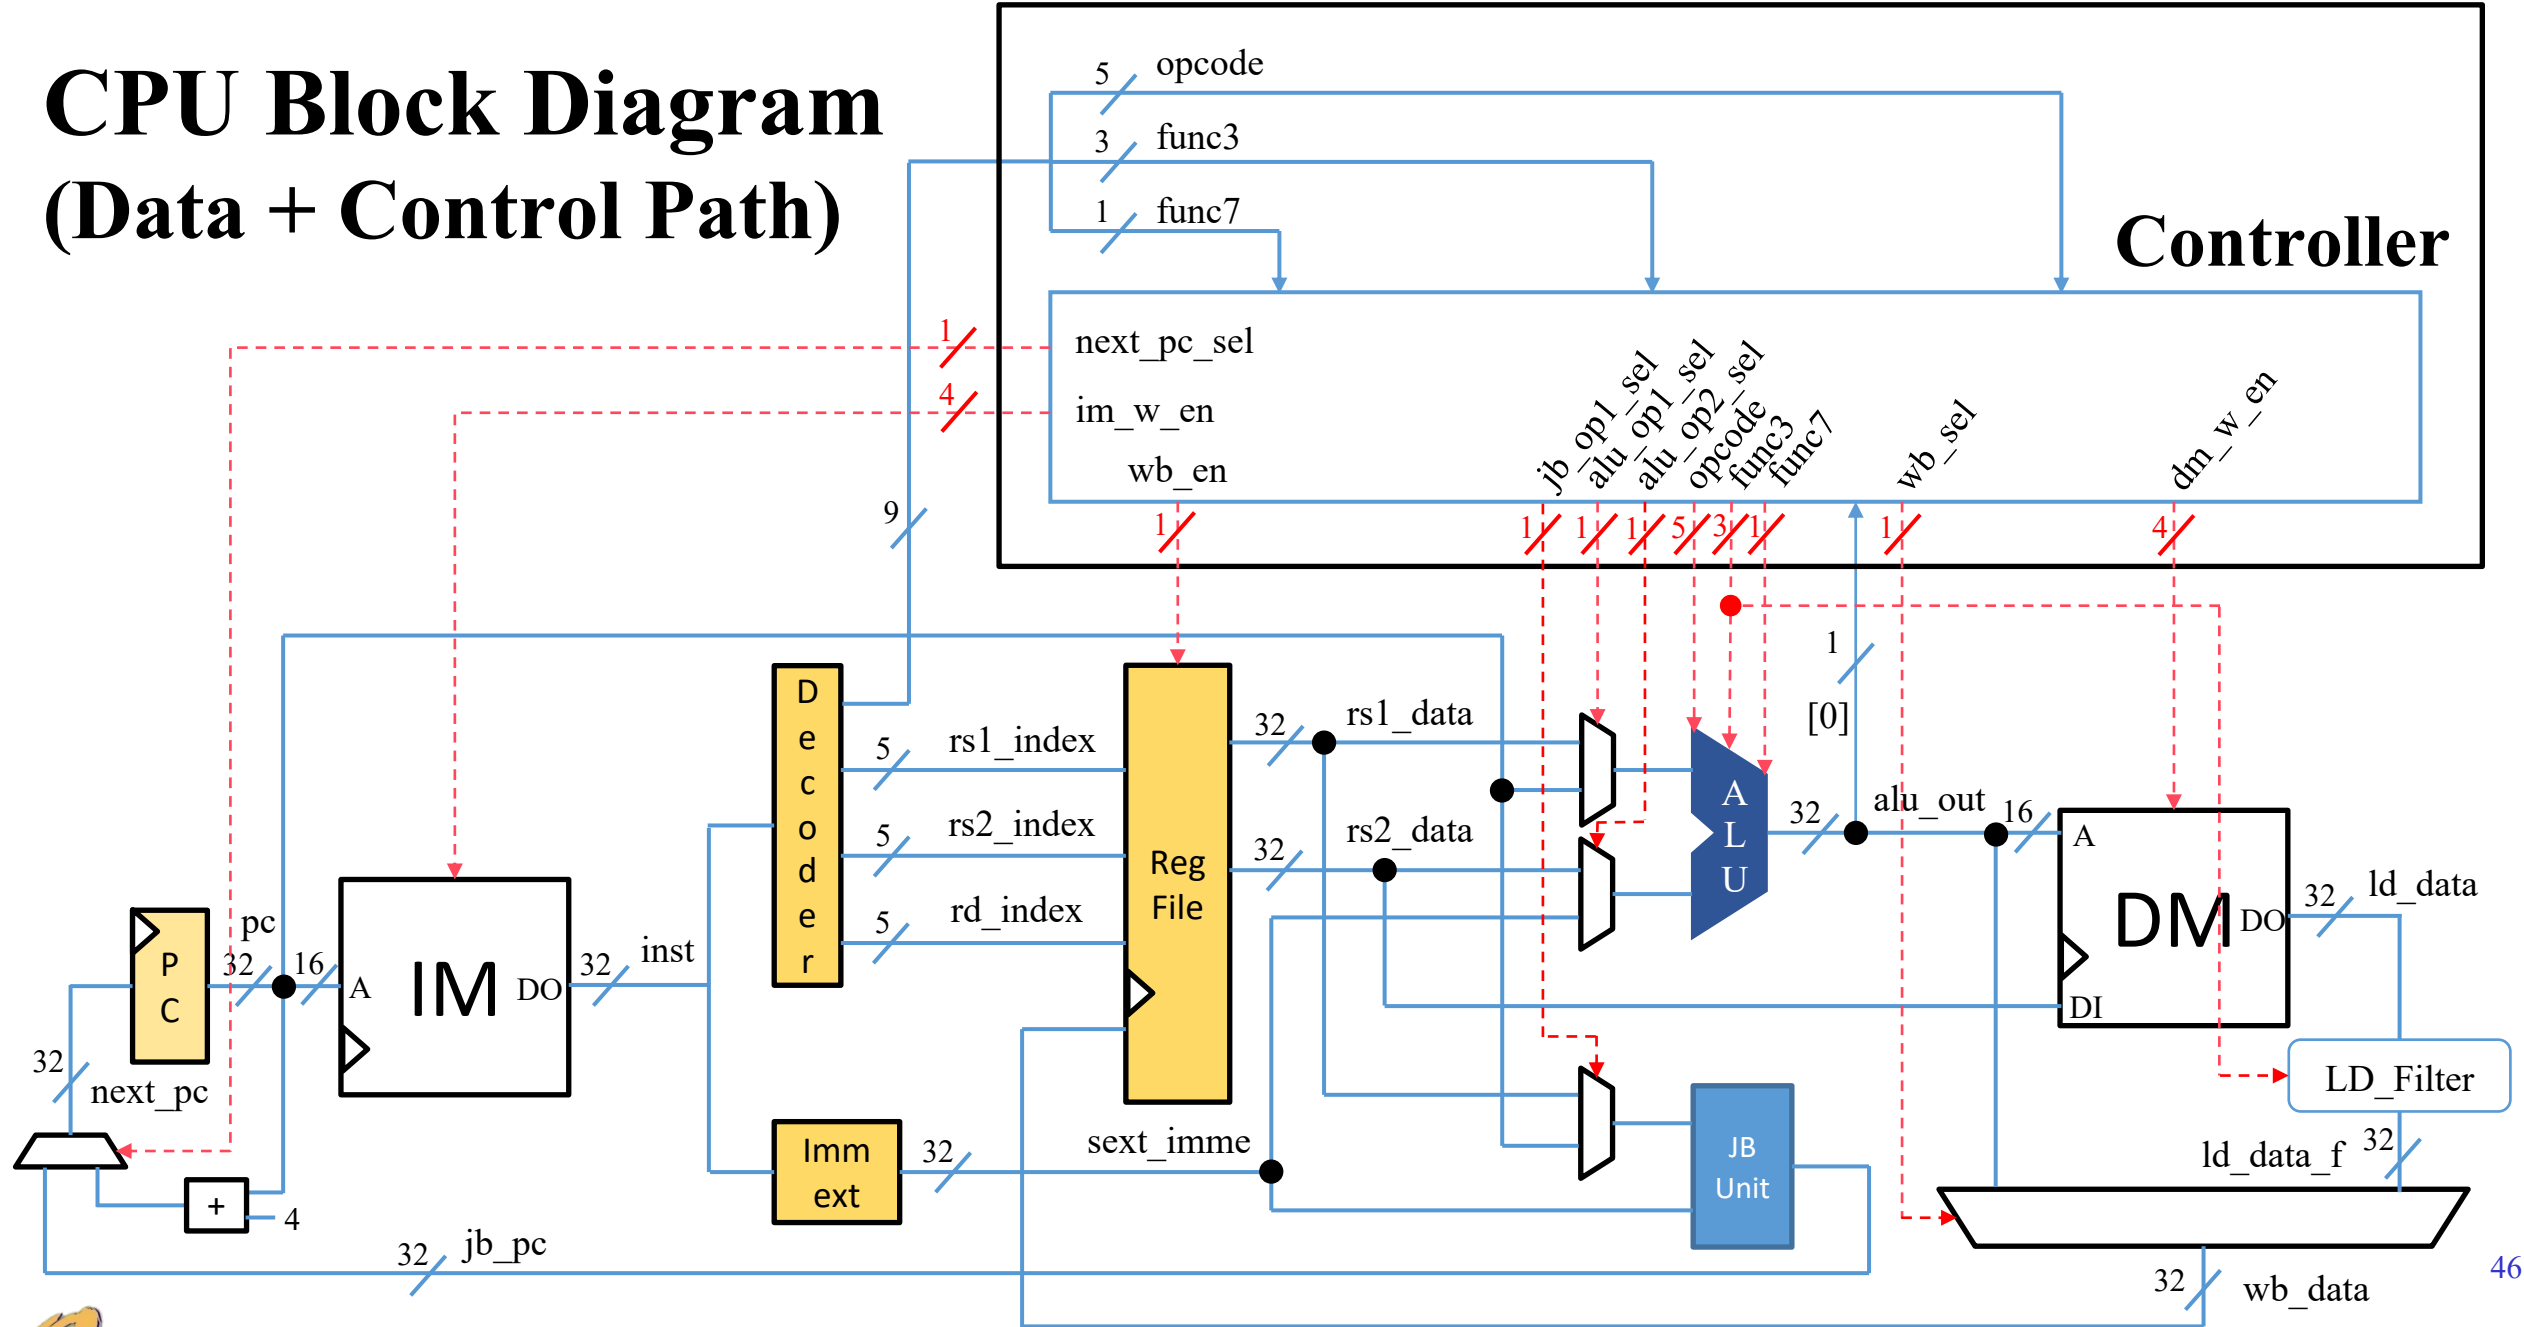 CPU Block Diagram
(Data + Control Path)
5 opcode
3 func3
1 func7
Controller
1 next_pc_sel
4 im_w_en
wb_en
jb_op1_sel
alu_op1_sel
alu_op2_sel
opcode
func3
func7
wb_sel
dm_w_en
9
1
1
1
1
5
3
1
1
4
1
[0]
Decoder
5 rs1_index
5 rs2_index
5 rd_index
Reg
File
32 rs1_data
32 rs2_data
ALU
32 alu_out 16
A
DM
DO
DI
32 ld_data
LD_Filter
ld_data_f 32
PC
pc
32 16
A IM DO
32 inst
32
next_pc
+
4
Imm
ext
32 sext_imme
JB
Unit
32 jb_pc
32 wb_data
46